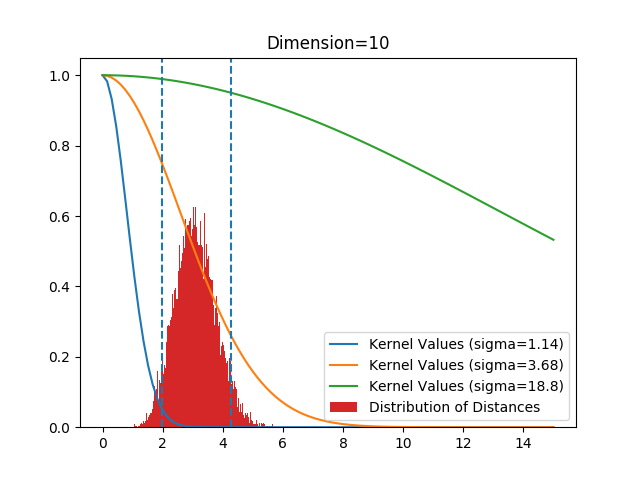 Dimension=10
1.0
0.8
0.6
0.4
0.2
0.0
0 2 4 6 8 10 12 14
Kernel Values (sigma=1.14)
Kernel Values (sigma=3.68)
Kernel Values (sigma=18.8)
Distribution of Distances